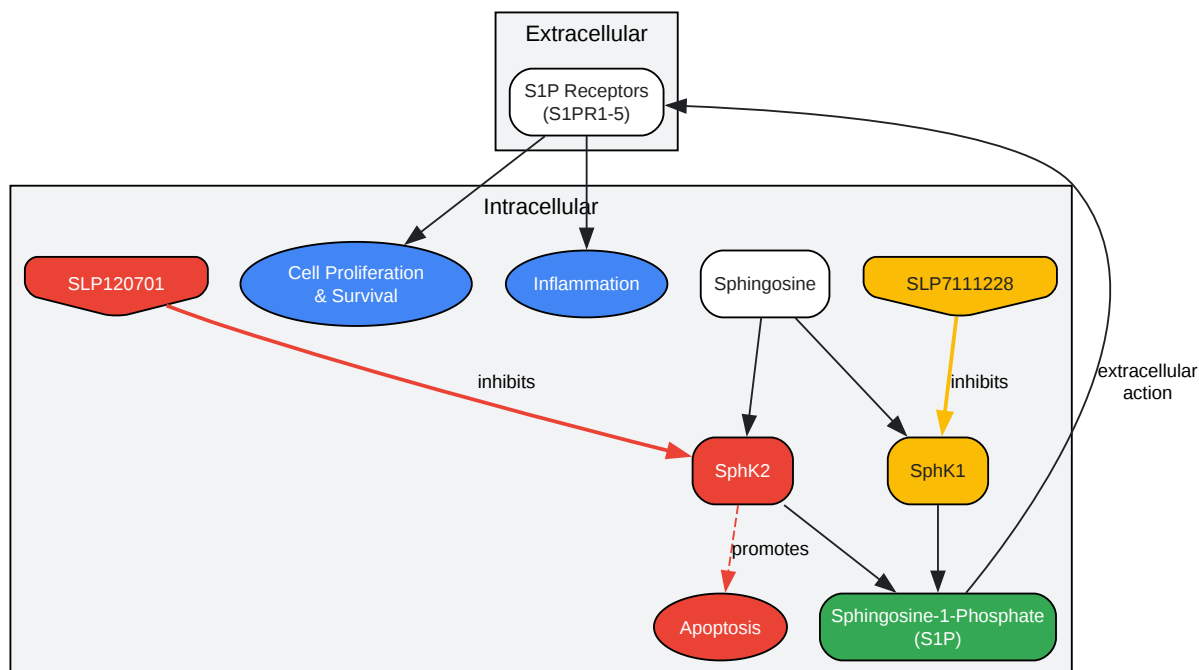 Extracellular
S1P Receptors
(S1PR1-5)
Intracellular
SLP120701
Cell Proliferation
& Survival
Inflammation
Sphingosine
SLP7111228
inhibits
inhibits
extracellular
action
SphK2
SphK1
promotes
Apoptosis
Sphingosine-1-Phosphate
(S1P)